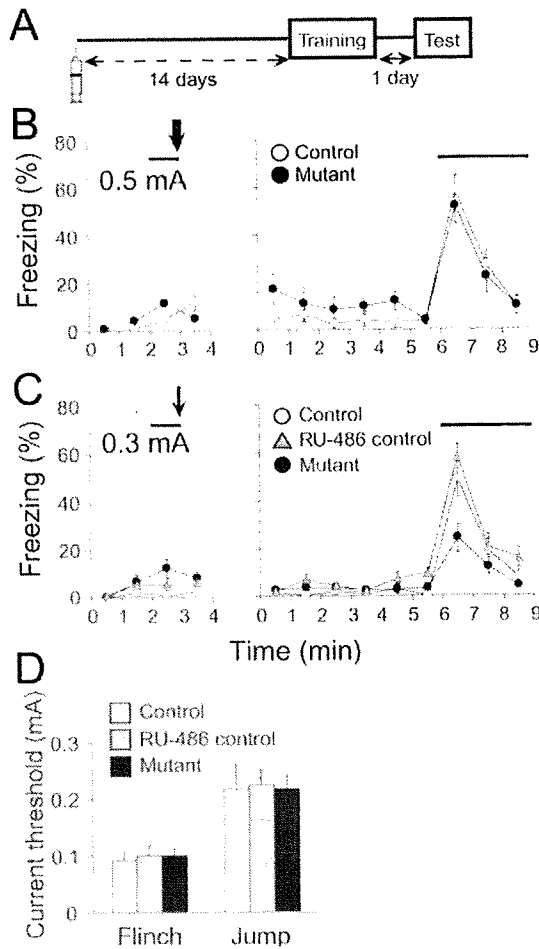 A
Training
Test
14 days
1 day
B
Freezing (%)
80
60
40
20
0
0.5 mA
Control
Mutant
0 1 2 3 4
0 1 2 3 4 5 6 7 8 9
C
Freezing (%)
80
60
40
20
0
0.3 mA
Control
RU-486 control
Mutant
0 1 2 3 4
0 1 2 3 4 5 6 7 8 9
Time (min)
D
Current threshold (mA)
0.3
0.2
0.1
0
Control
RU-486 control
Mutant
Flinch
Jump